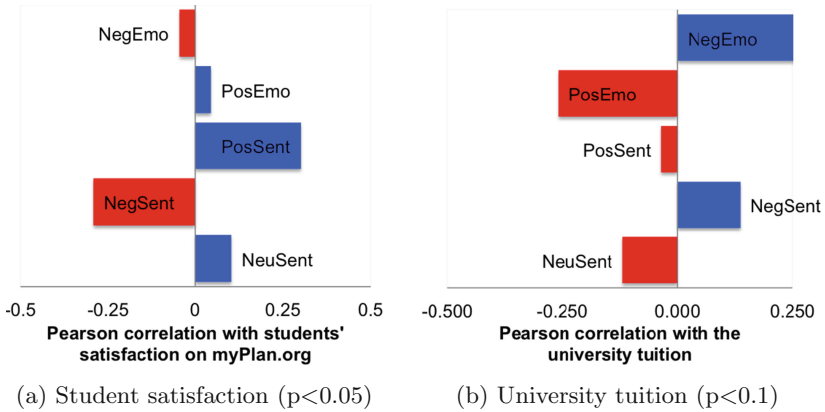 NegEmo
PosEmo
PosSent
NegSent
NeuSent
-0.5 -0.25 0 0.25 0.5
Pearson correlation with students'
satisfaction on myPlan.org
(a) Student satisfaction (p<0.05)
NegEmo
PosEmo
PosSent
NegSent
NeuSent
-0.500 -0.250 0.000 0.250
Pearson correlation with the
university tuition
(b) University tuition (p<0.1)